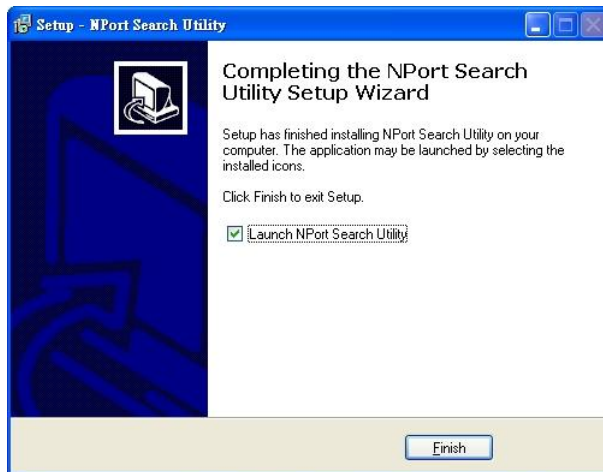 Setup - NPort Search Utility
Completing the NPort Search
Utility Setup Wizard
Setup has finished installing NPort Search Utility on your
computer. The application may be launched by selecting the
installed icons.
Click Finish to exit Setup.
Launch NPort Search Utility
Finish